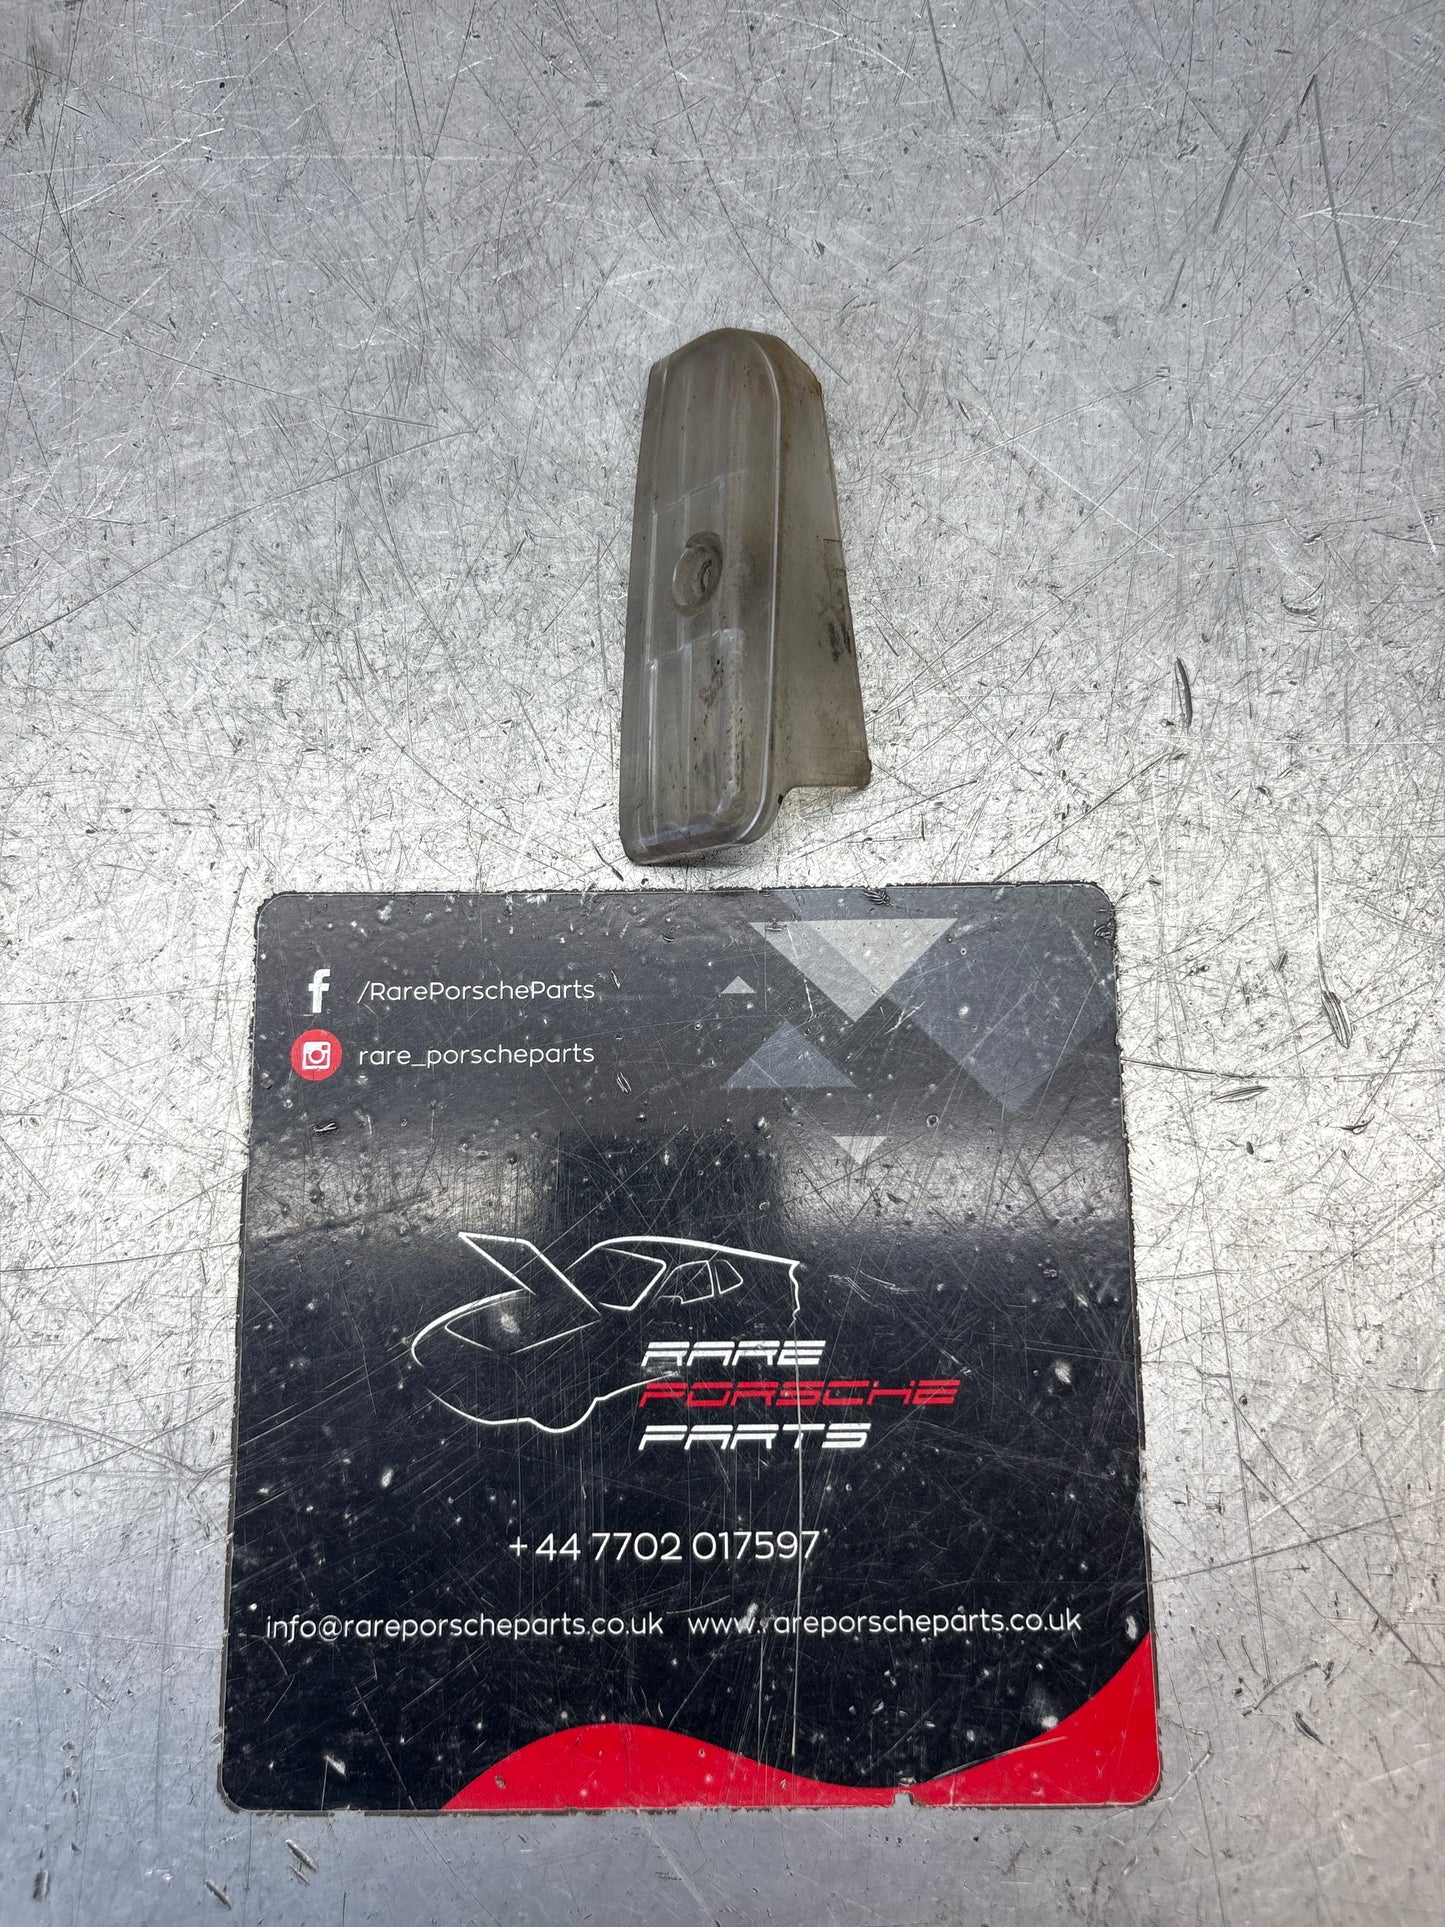 f /RarePorscheParts
rare_porscheparts
RARE
PORSCHE
PARTS
+44 7702 017597
info@rareporscheparts.co.uk www.rareporscheparts.co.uk